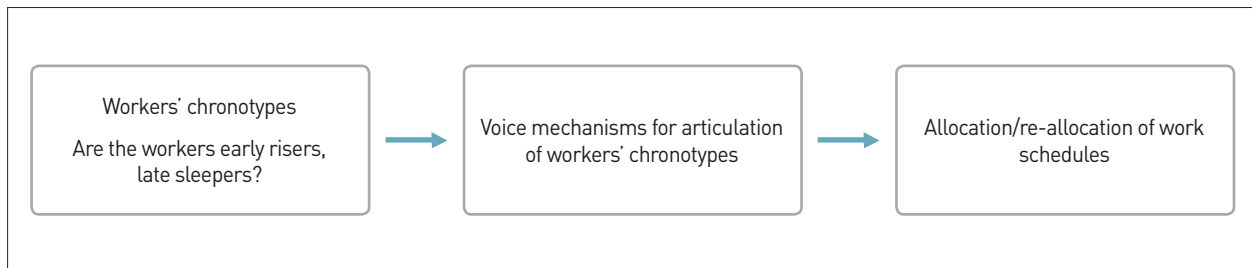 Workers’ chronotypes
Are the workers early risers,
late sleepers?
Voice mechanisms for articulation
of workers’ chronotypes
Allocation/re-allocation of work
schedules